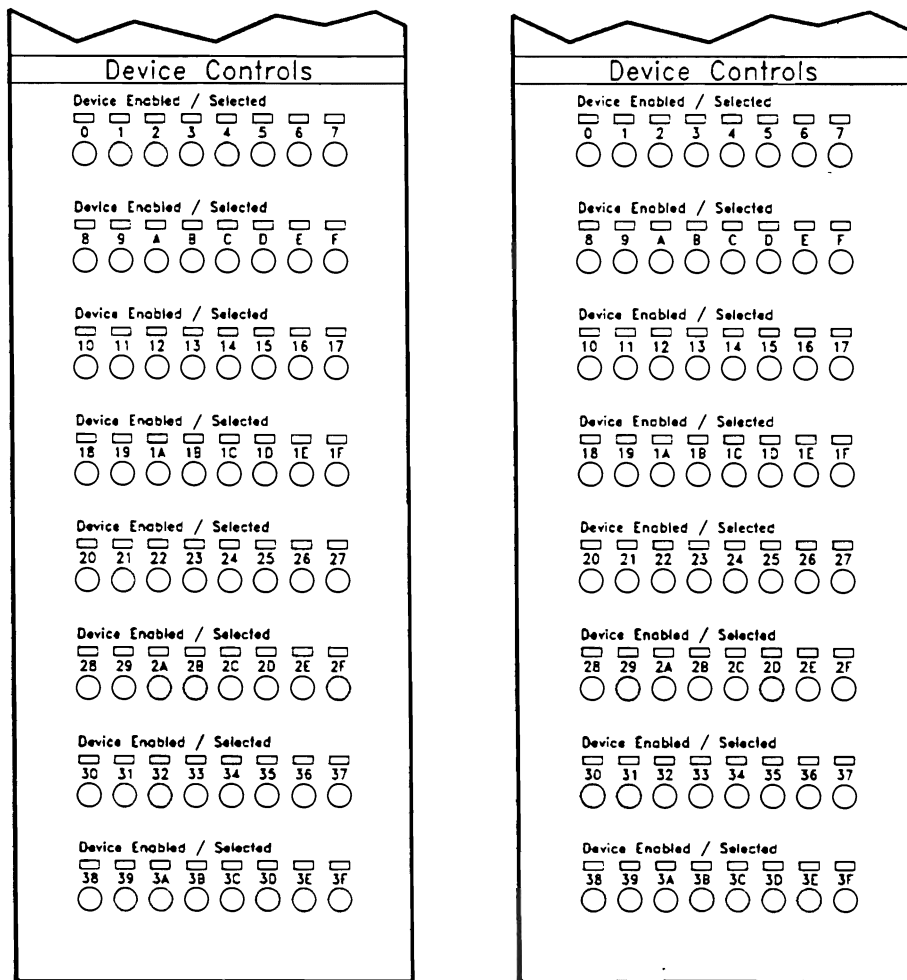 Device Controls
Device Enabled / Selected
0 1 2 3 4 5 6 7
Device Enabled / Selected
8 9 A B C D E F
Device Enabled / Selected
10 11 12 13 14 15 16 17
Device Enabled / Selected
18 19 1A 1B 1C 1D 1E 1F
Device Enabled / Selected
20 21 22 23 24 25 26 27
Device Enabled / Selected
28 29 2A 2B 2C 2D 2E 2F
Device Enabled / Selected
30 31 32 33 34 35 36 37
Device Enabled / Selected
38 39 3A 3B 3C 3D 3E 3F
Device Controls
Device Enabled / Selected
0 1 2 3 4 5 6 7
Device Enabled / Selected
8 9 A B C D E F
Device Enabled / Selected
10 11 12 13 14 15 16 17
Device Enabled / Selected
18 19 1A 1B 1C 1D 1E 1F
Device Enabled / Selected
20 21 22 23 24 25 26 27
Device Enabled / Selected
28 29 2A 2B 2C 2D 2E 2F
Device Enabled / Selected
30 31 32 33 34 35 36 37
Device Enabled / Selected
38 39 3A 3B 3C 3D 3E 3F